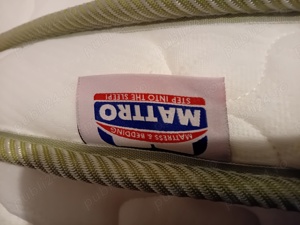 MATTRESS & BEDDING
MATTRO
STEP INTO THE SLEEP!